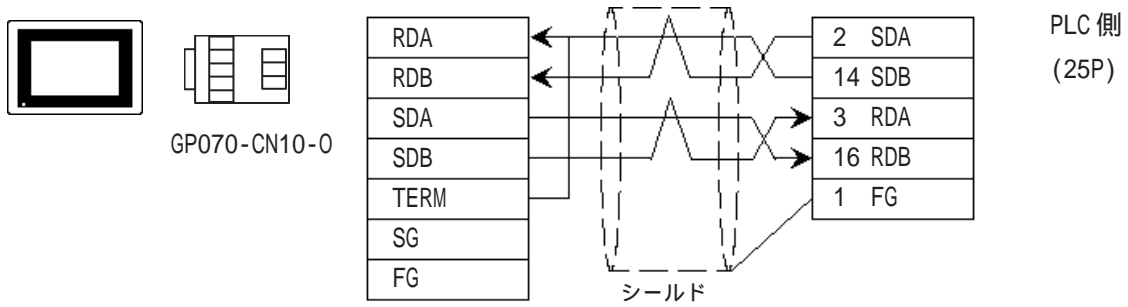 GP070-CN10-O
RDA
RDB
SDA
SDB
TERM
SG
FG
シールド
2 SDA
14 SDB
3 RDA
16 RDB
1 FG
PLC 側
(25P)